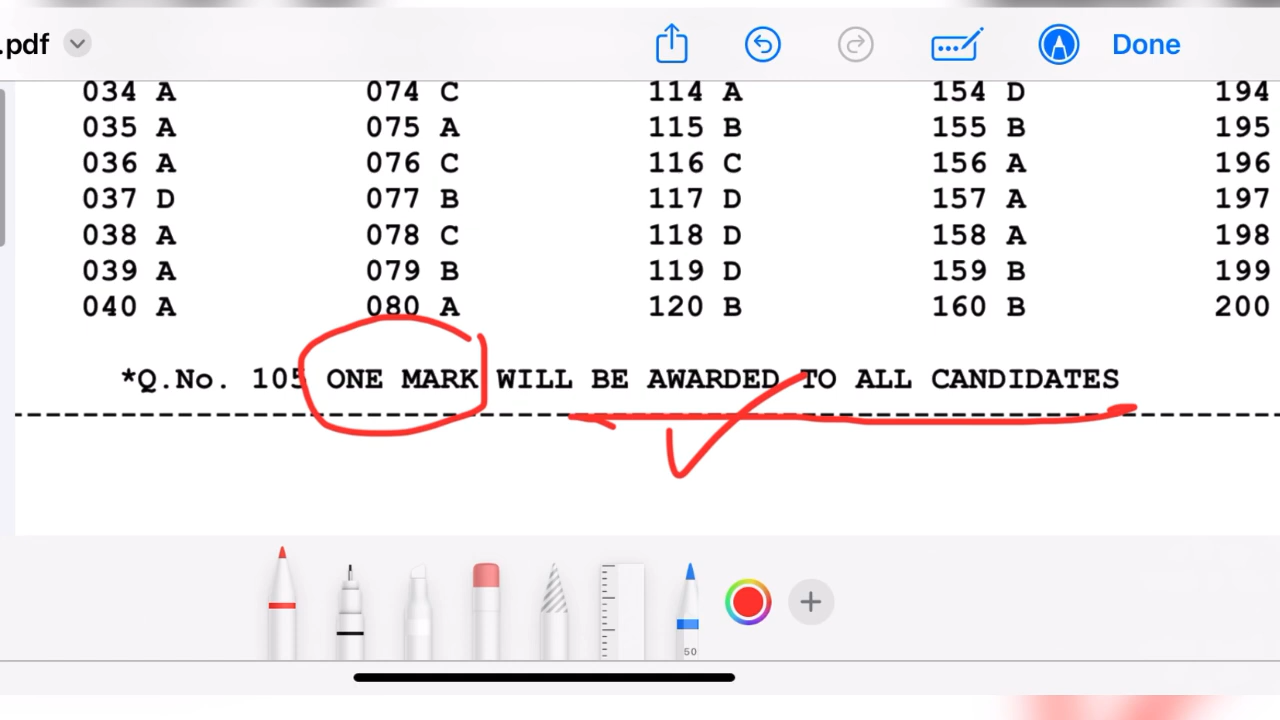 .pdf Done
034 A 074 C 114 A 154 D 194
035 A 075 A 115 B 155 B 195
036 A 076 C 116 C 156 A 196
037 D 077 B 117 D 157 A 197
038 A 078 C 118 D 158 A 198
039 A 079 B 119 D 159 B 199
040 A 080 A 120 B 160 B 200
*Q.No. 105 ONE MARK WILL BE AWARDED TO ALL CANDIDATES
50